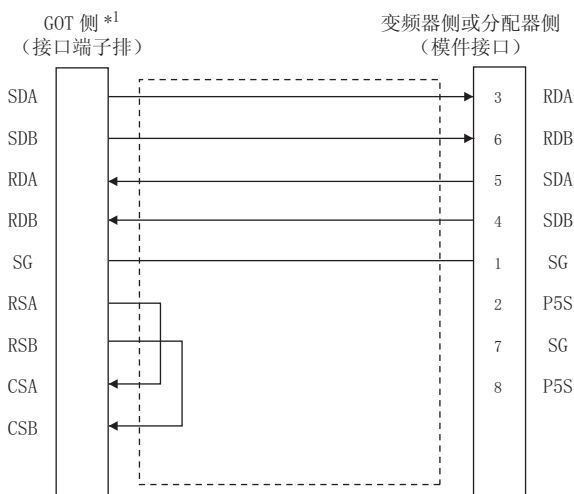 GOT 侧 *1
（接口端子排）
变频器侧或分配器侧
（模件接口）
SDA 3 RDA
SDB 6 RDB
RDA 5 SDA
RDB 4 SDB
SG 1 SG
RSA 2 P5S
RSB 7 SG
CSA 8 P5S
CSB